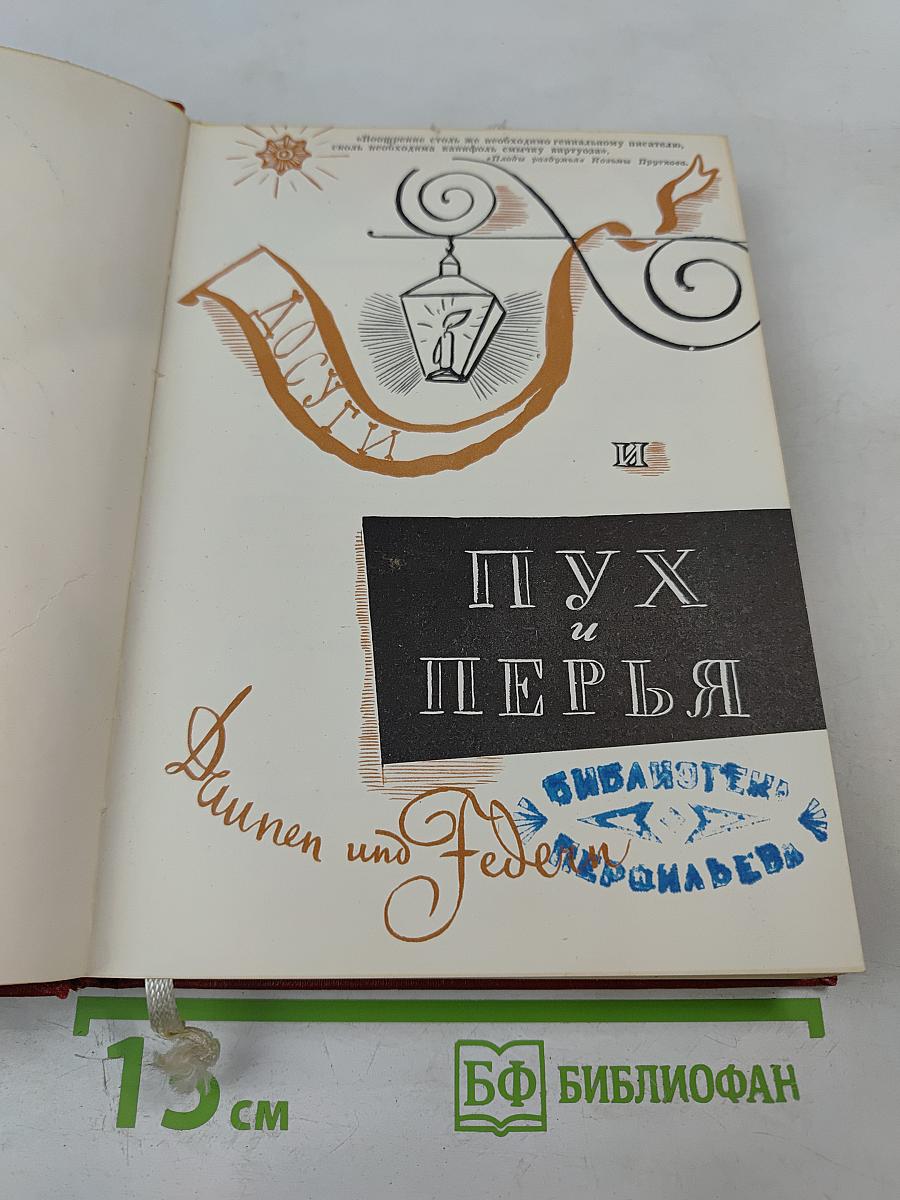 «Поощрение столь же необходимо гениальному писателю,
сколь необходима канифоль смычку виртуоза».
«Плоды раздумья» Козьмы Пруткова.
ДОСУГИ
И
ПУХ
и
ПЕРЬЯ
Daunen und Federn
БИБЛИОТЕКА
ПЕРФИЛЬЕВА
15 см
БФ БИБЛИОФАН